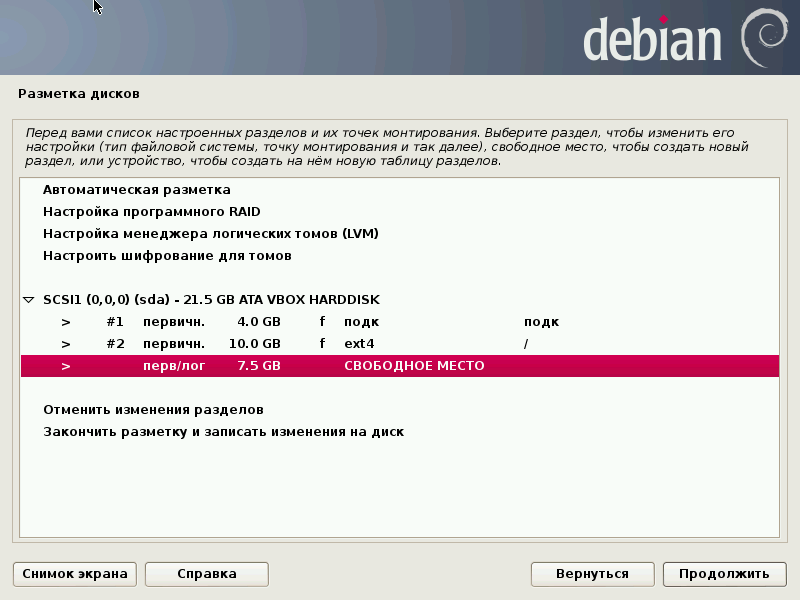 debian
Разметка дисков
Перед вами список настроенных разделов и их точек монтирования. Выберите раздел, чтобы изменить его
настройки (тип файловой системы, точку монтирования и так далее), свободное место, чтобы создать новый
раздел, или устройство, чтобы создать на нём новую таблицу разделов.
Автоматическая разметка
Настройка программного RAID
Настройка менеджера логических томов (LVM)
Настроить шифрование для томов
SCSI1 (0,0,0) (sda) - 21.5 GB ATA VBOX HARDDISK
> #1 первичн. 4.0 GB f подк подк
> #2 первичн. 10.0 GB f ext4 /
> перв/лог 7.5 GB СВОБОДНОЕ МЕСТО
Отменить изменения разделов
Закончить разметку и записать изменения на диск
Снимок экрана Справка Вернуться Продолжить